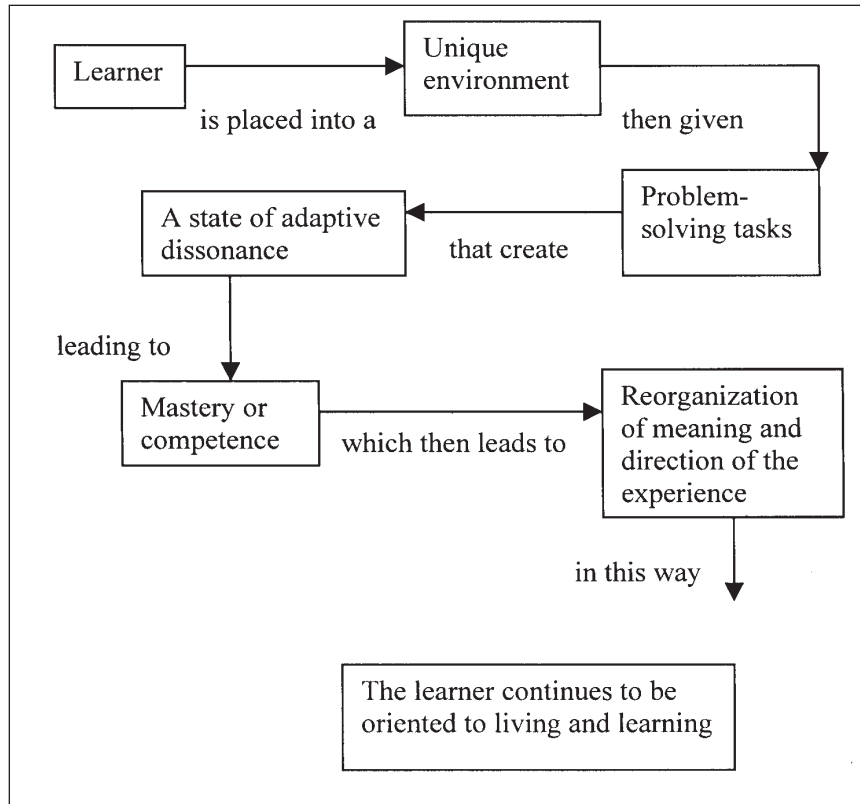 Learner
is placed into a
Unique
environment
then given
Problem-
solving tasks
that create
A state of adaptive
dissonance
leading to
Mastery or
competence
which then leads to
Reorganization
of meaning and
direction of the
experience
in this way
The learner continues to be
oriented to living and learning